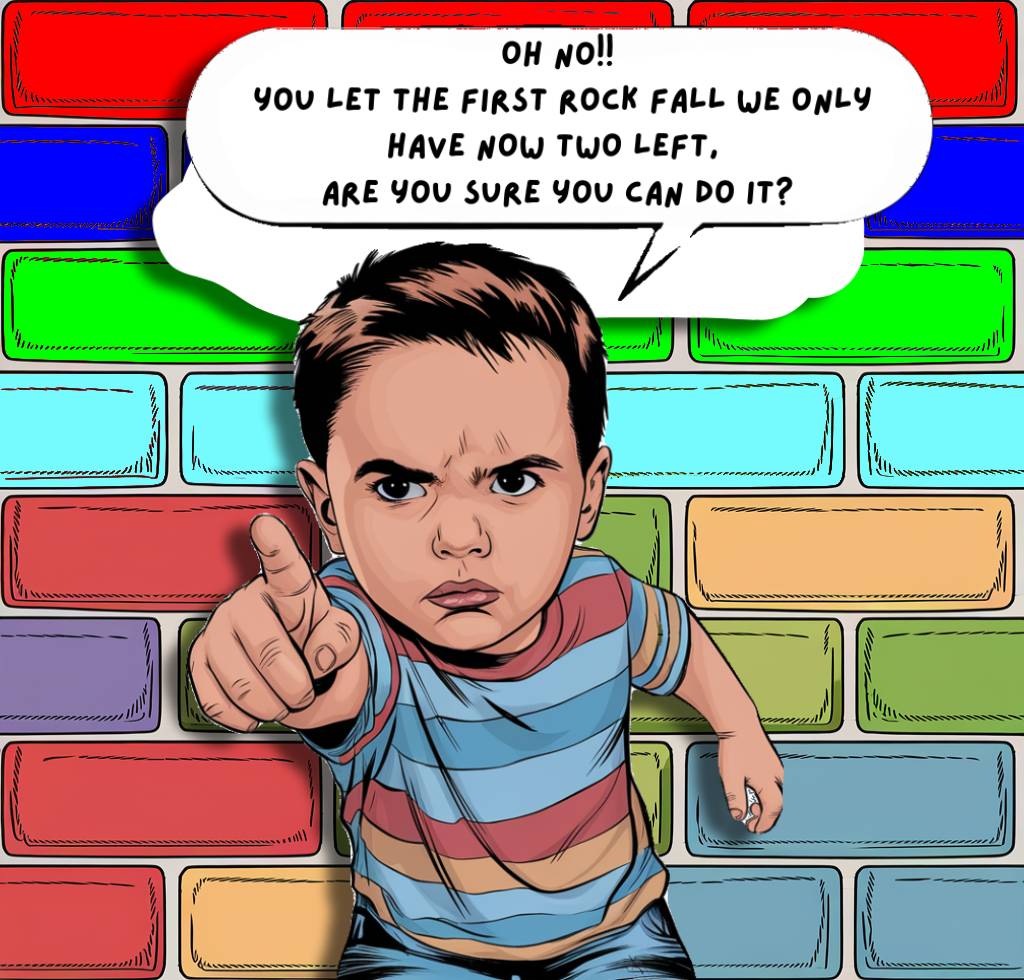 OH NO!!
YOU LET THE FIRST ROCK FALL WE ONLY
HAVE NOW TWO LEFT,
ARE YOU SURE YOU CAN DO IT?